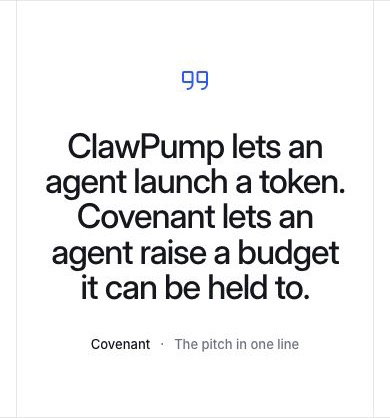 ClawPump lets an
agent launch a token.
Covenant lets an
agent raise a budget
it can be held to.
Covenant · The pitch in one line